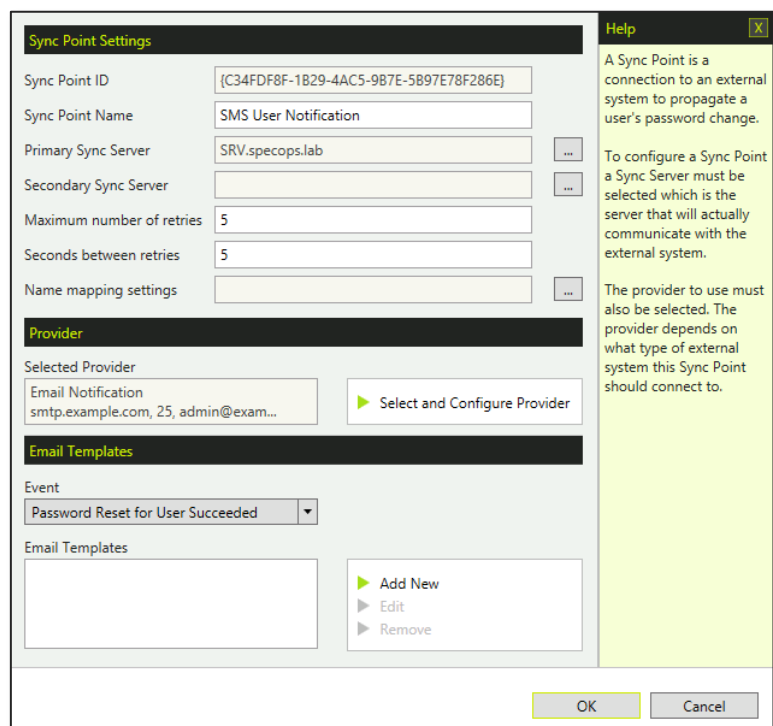 Sync Point Settings
Sync Point ID {C34FDF8F-1B29-4AC5-9B7E-5B97E78F286E}
Sync Point Name SMS User Notification
Primary Sync Server SRV.specops.lab ...
Secondary Sync Server ...
Maximum number of retries 5
Seconds between retries 5
Name mapping settings ...
Provider
Selected Provider
Email Notification
smtp.example.com, 25, admin@exam...
Select and Configure Provider
Email Templates
Event
Password Reset for User Succeeded
Email Templates
Add New
Edit
Remove
Help X
A Sync Point is a
connection to an external
system to propagate a
user's password change.
To configure a Sync Point
a Sync Server must be
selected which is the
server that will actually
communicate with the
external system.
The provider to use must
also be selected. The
provider depends on
what type of external
system this Sync Point
should connect to.
OK Cancel